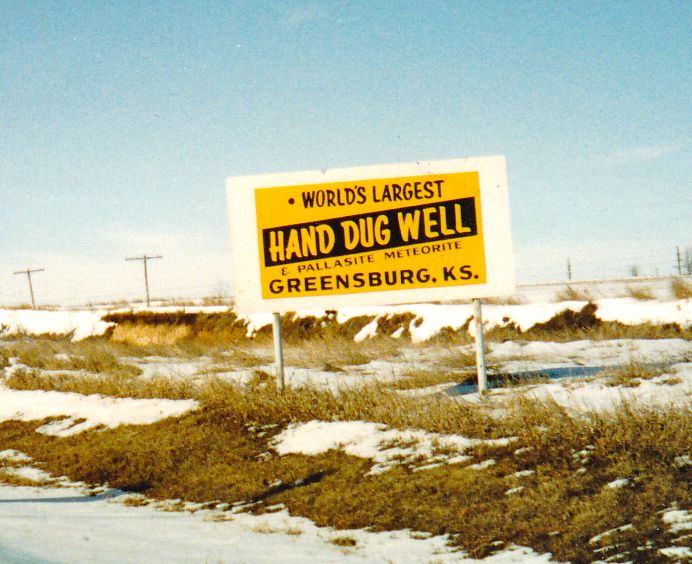 • WORLD'S LARGEST
HAND DUG WELL
& PALLASITE METEORITE
GREENSBURG, KS.